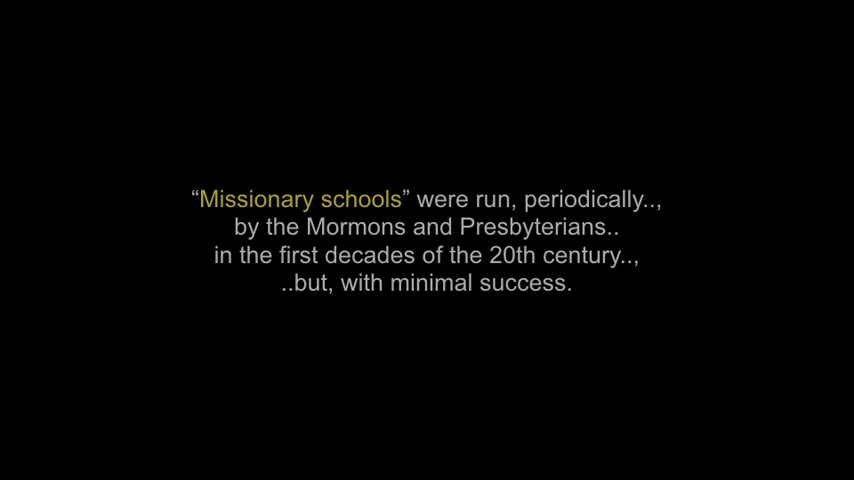 “Missionary schools” were run, periodically..,
by the Mormons and Presbyterians..
in the first decades of the 20th century..,
..but, with minimal success.